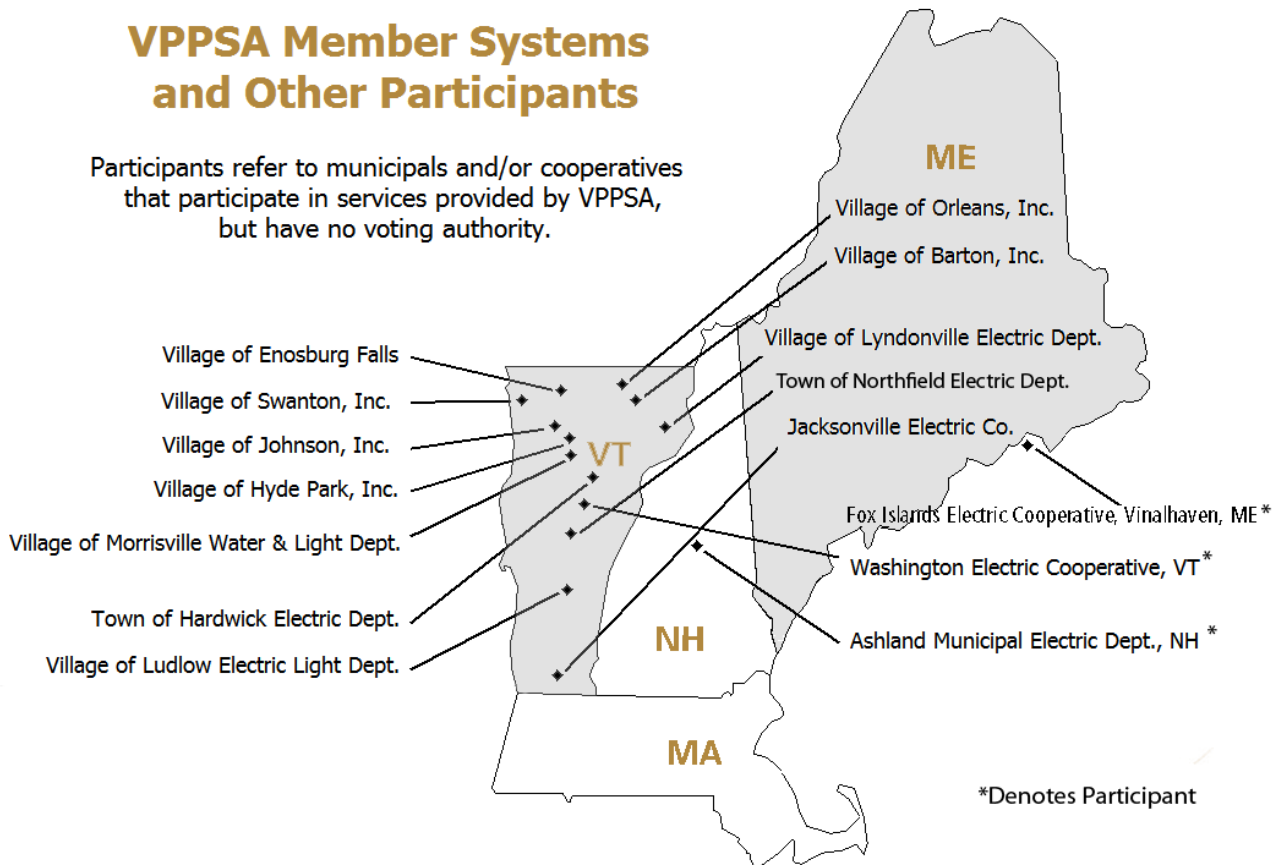 VPPSA Member Systems
and Other Participants
Participants refer to municipals and/or cooperatives
that participate in services provided by VPPSA,
but have no voting authority.
ME
Village of Orleans, Inc.
Village of Barton, Inc.
Village of Lyndonville Electric Dept.
Town of Northfield Electric Dept.
Jacksonville Electric Co.
Village of Enosburg Falls
Village of Swanton, Inc.
Village of Johnson, Inc.
Village of Hyde Park, Inc.
Village of Morrisville Water & Light Dept.
Town of Hardwick Electric Dept.
Village of Ludlow Electric Light Dept.
VT
Fox Islands Electric Cooperative, Vinalhaven, ME*
Washington Electric Cooperative, VT*
Ashland Municipal Electric Dept., NH *
NH
MA
*Denotes Participant